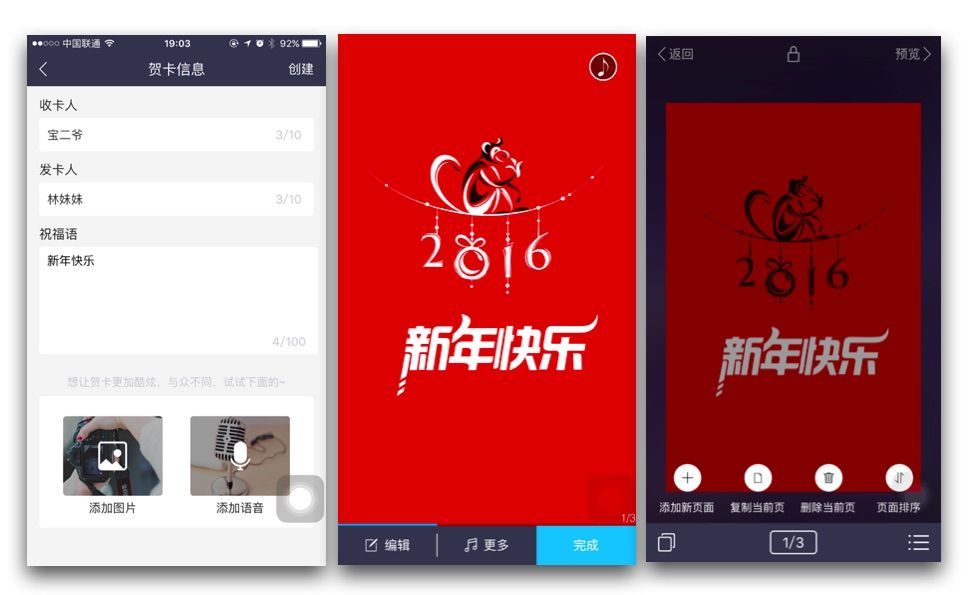 中国联通
19:03
92%
贺卡信息
创建
收卡人
宝二爷
3/10
发卡人
林妹妹
3/10
祝福语
新年快乐
4/100
想让贺卡更加酷炫，与众不同，试试下面的~
添加图片
添加语音
2016
新年快乐
1/3
编辑
更多
完成
返回
预览
2016
新年快乐
添加新页面
复制当前页
删除当前页
页面排序
1/3